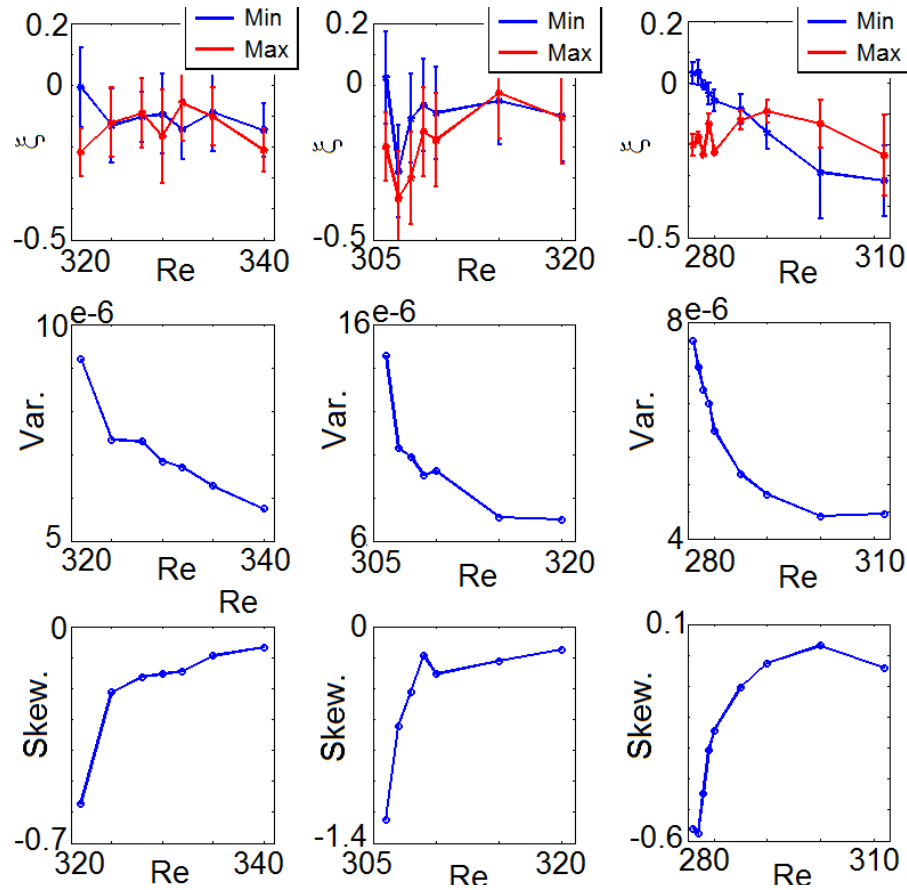 0.2
Min
Max
0
ξ
-0.5
320
Re
340
0.2
Min
Max
0
ξ
-0.5
305
Re
320
0.2
Min
Max
0
ξ
-0.5
280
Re
310
10
e-6
Var.
5
320
Re
340
Re
16
e-6
Var.
6
305
Re
320
8
e-6
Var.
4
280
Re
310
0
Skew.
-0.7
320
Re
340
0
Skew.
-1.4
305
Re
320
0.1
Skew.
-0.6
280
Re
310